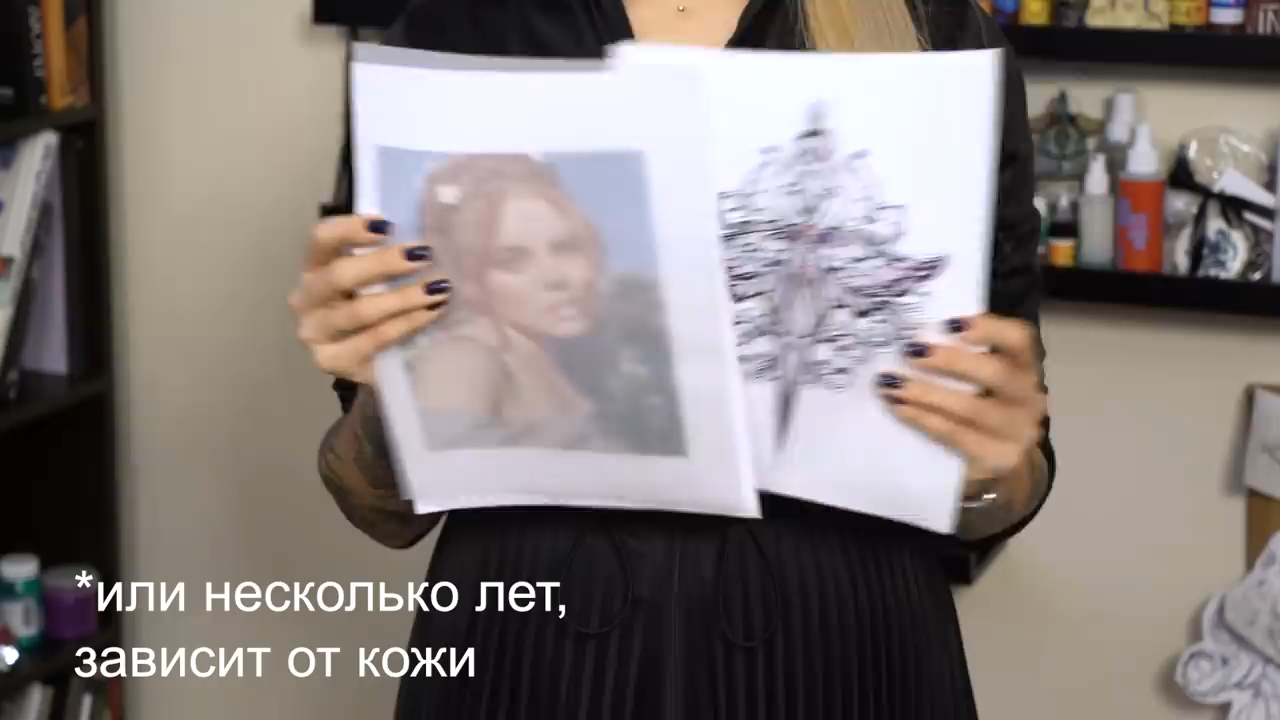 *или несколько лет,
зависит от кожи